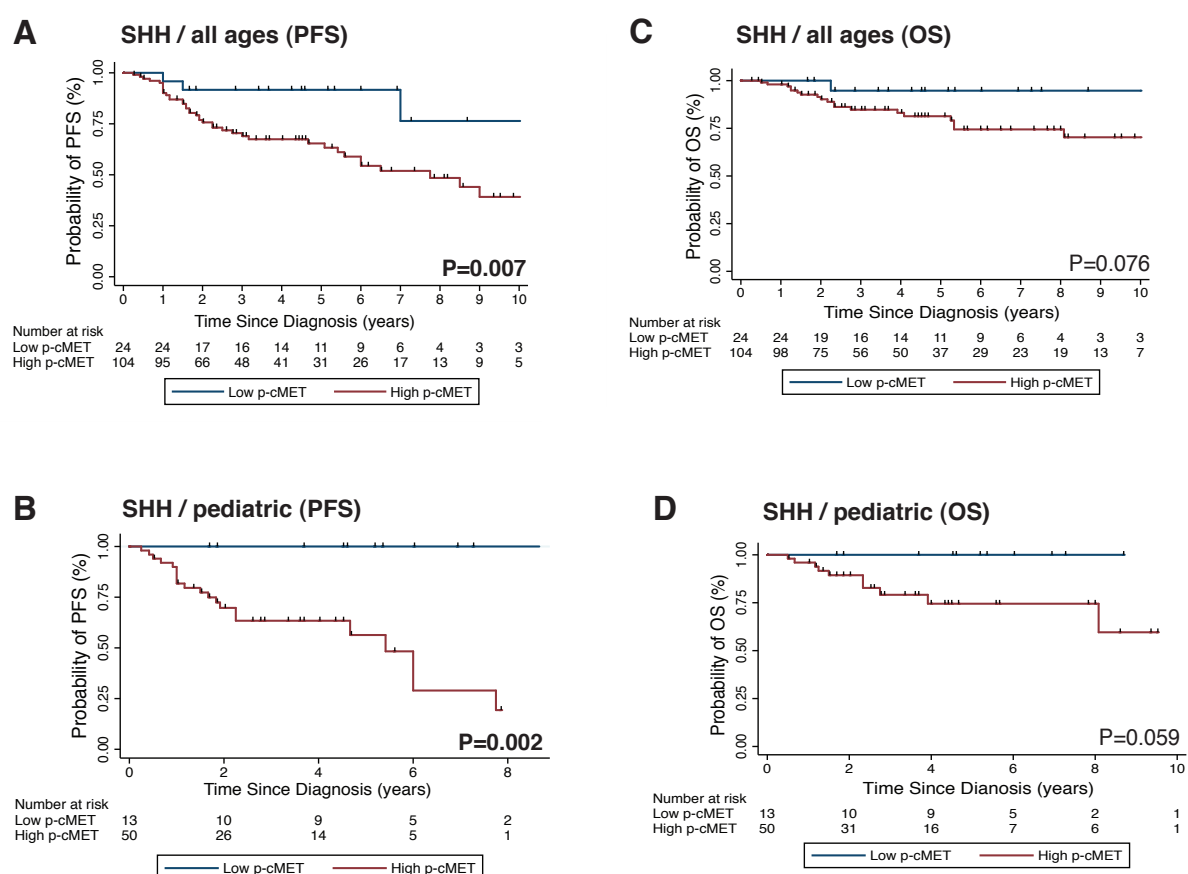 A
SHH / all ages (PFS)
Probability of PFS (%)
1.00
0.75
0.50
0.25
0.00
P=0.007
0 1 2 3 4 5 6 7 8 9 10
Time Since Diagnosis (years)
Number at risk
Low p-cMET 24 24 17 16 14 11 9 6 4 3 3
High p-cMET 104 95 66 48 41 31 26 17 13 9 5
Low p-cMET High p-cMET
C
SHH / all ages (OS)
Probability of OS (%)
1.00
0.75
0.50
0.25
0.00
P=0.076
0 1 2 3 4 5 6 7 8 9 10
Time Since Diagnosis (years)
Number at risk
Low p-cMET 24 24 19 16 14 11 9 6 4 3 3
High p-cMET 104 98 75 56 50 37 29 23 19 13 7
Low p-cMET High p-cMET
B
SHH / pediatric (PFS)
Probability of PFS (%)
1.00
0.75
0.50
0.25
0.00
P=0.002
0 2 4 6 8
Time Since Diagnosis (years)
Number at risk
Low p-cMET 13 10 9 5 2
High p-cMET 50 26 14 5 1
Low p-cMET High p-cMET
D
SHH / pediatric (OS)
Probability of OS (%)
1.00
0.75
0.50
0.25
0.00
P=0.059
0 2 4 6 8 10
Time Since Dianosis (years)
Number at risk
Low p-cMET 13 10 9 5 2 1
High p-cMET 50 31 16 7 6 1
Low p-cMET High p-cMET